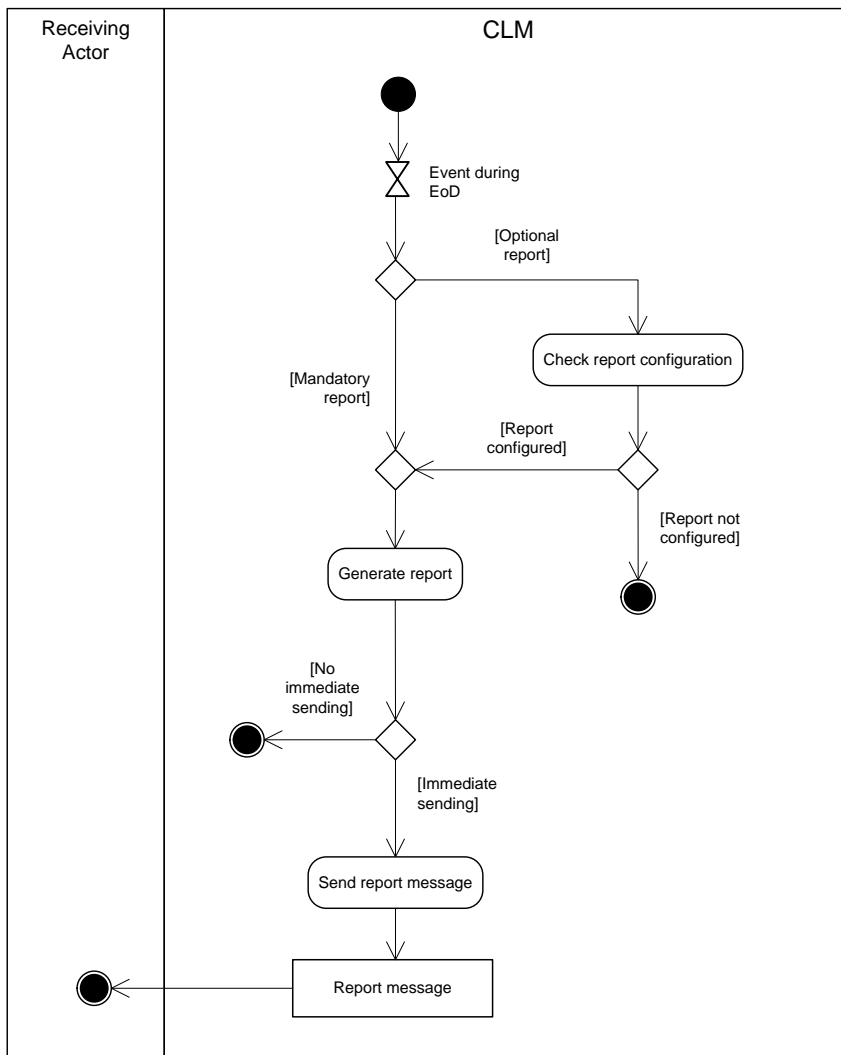 Receiving
Actor
CLM
Event during
EoD
[Optional
report]
Check report configuration
[Mandatory
report]
[Report
configured]
[Report not
configured]
Generate report
[No
immediate
sending]
[Immediate
sending]
Send report message
Report message